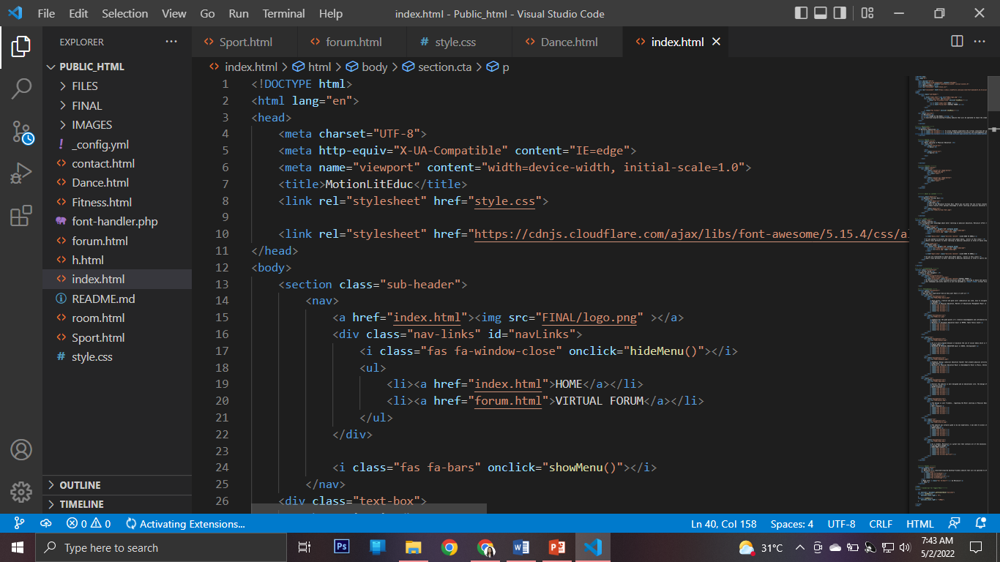 File Edit Selection View Go Run Terminal Help index.html - Public_html - Visual Studio Code
EXPLORER
PUBLIC_HTML
FILES
FINAL
IMAGES
! _config.yml
contact.html
Dance.html
Fitness.html
font-handler.php
forum.html
h.html
index.html
README.md
room.html
Sport.html
# style.css
OUTLINE
TIMELINE
Sport.html forum.html # style.css Dance.html index.html
index.html > html > body > section.cta > p
1 <!DOCTYPE html>
2 <html lang="en">
3 <head>
4 <meta charset="UTF-8">
5 <meta http-equiv="X-UA-Compatible" content="IE=edge">
6 <meta name="viewport" content="width=device-width, initial-scale=1.0">
7 <title>MotionLitEduc</title>
8 <link rel="stylesheet" href="style.css">
9
10 <link rel="stylesheet" href="https://cdnjs.cloudflare.com/ajax/libs/font-awesome/5.15.4/css/al
11 </head>
12 <body>
13 <section class="sub-header">
14 <nav>
15 <a href="index.html"><img src="FINAL/logo.png" ></a>
16 <div class="nav-links" id="navLinks">
17 <i class="fas fa-window-close" onclick="hideMenu()"></i>
18 <ul>
19 <li><a href="index.html">HOME</a></li>
20 <li><a href="forum.html">VIRTUAL FORUM</a></li>
21 </ul>
22 </div>
23
24 <i class="fas fa-bars" onclick="showMenu()"></i>
25 </nav>
26 <div class="text-box">
0 0 Activating Extensions... Ln 40, Col 158 Spaces: 4 UTF-8 CRLF HTML
Type here to search Ps 31°C 7:43 AM
5/2/2022